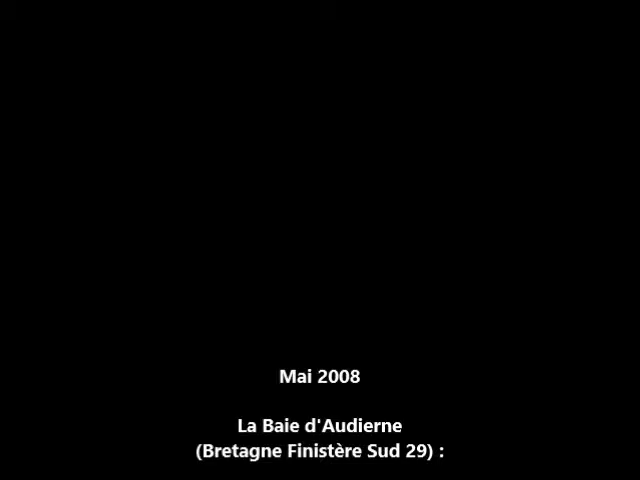 Mai 2008
La Baie d'Audierne
(Bretagne Finistère Sud 29) :